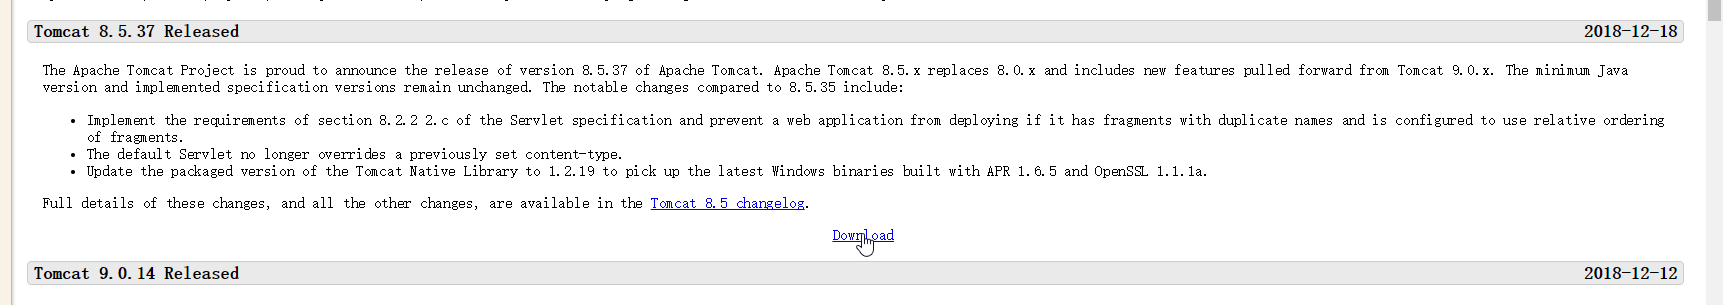 Tomcat 8.5.37 Released 2018-12-18
The Apache Tomcat Project is proud to announce the release of version 8.5.37 of Apache Tomcat. Apache Tomcat 8.5.x replaces 8.0.x and includes new features pulled forward from Tomcat 9.0.x. The minimum Java
version and implemented specification versions remain unchanged. The notable changes compared to 8.5.35 include:
• Implement the requirements of section 8.2.2 2.c of the Servlet specification and prevent a web application from deploying if it has fragments with duplicate names and is configured to use relative ordering
of fragments.
• The default Servlet no longer overrides a previously set content-type.
• Update the packaged version of the Tomcat Native Library to 1.2.19 to pick up the latest Windows binaries built with APR 1.6.5 and OpenSSL 1.1.1a.
Full details of these changes, and all the other changes, are available in the Tomcat 8.5 changelog.
Download
Tomcat 9.0.14 Released 2018-12-12